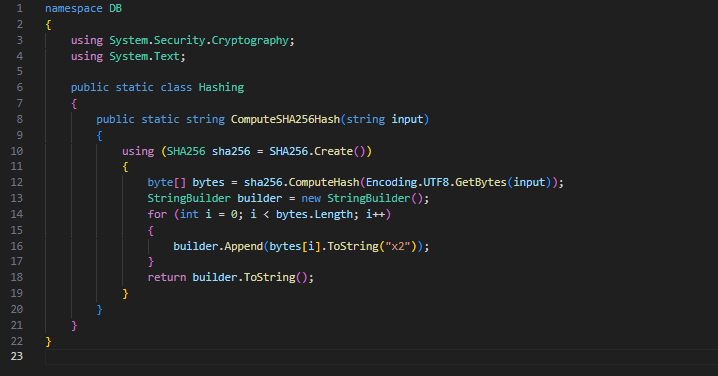 1 namespace DB
2 {
3 using System.Security.Cryptography;
4 using System.Text;
5
6 public static class Hashing
7 {
8 public static string ComputeSHA256Hash(string input)
9 {
10 using (SHA256 sha256 = SHA256.Create())
11 {
12 byte[] bytes = sha256.ComputeHash(Encoding.UTF8.GetBytes(input));
13 StringBuilder builder = new StringBuilder();
14 for (int i = 0; i < bytes.Length; i++)
15 {
16 builder.Append(bytes[i].ToString("x2"));
17 }
18 return builder.ToString();
19 }
20 }
21 }
22 }
23